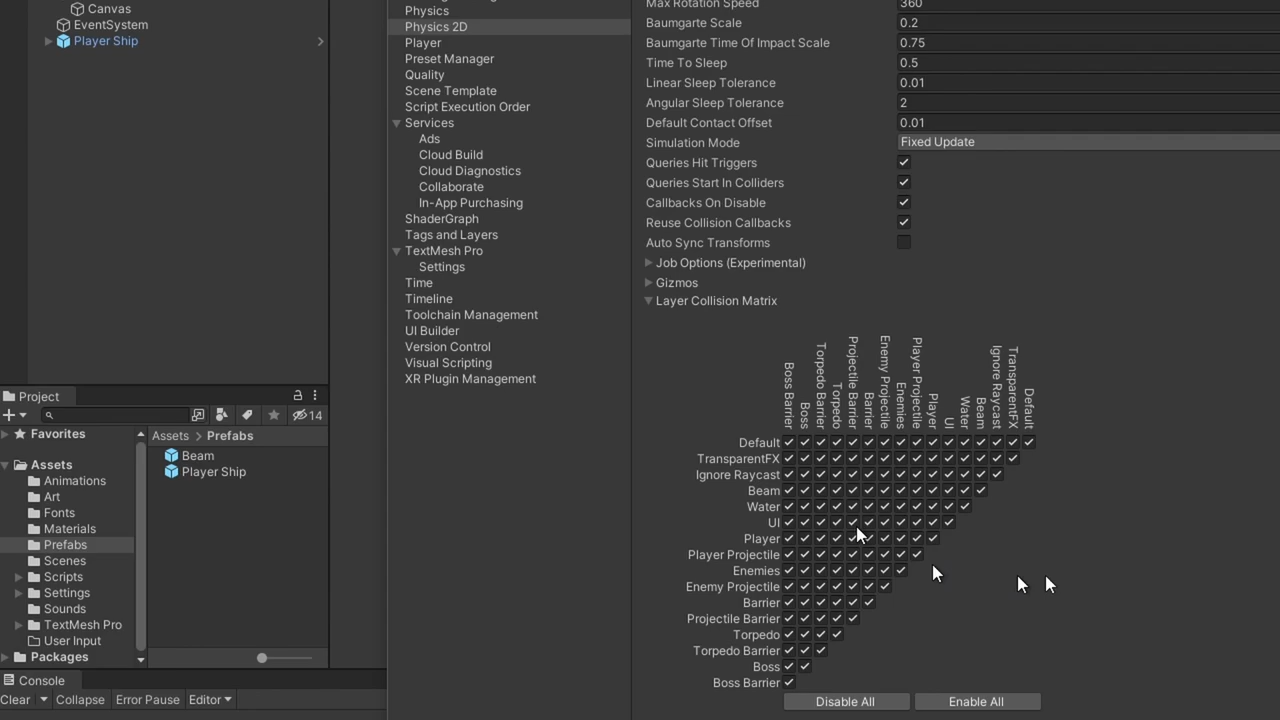 Canvas
EventSystem
Player Ship
Project
14
Favorites
Assets
Animations
Art
Fonts
Materials
Prefabs
Scenes
Scripts
Settings
Sounds
TextMesh Pro
User Input
Packages
Assets > Prefabs
Beam
Player Ship
Console
Clear Collapse Error Pause Editor
Physics
Physics 2D
Player
Preset Manager
Quality
Scene Template
Script Execution Order
Services
Ads
Cloud Build
Cloud Diagnostics
Collaborate
In-App Purchasing
ShaderGraph
Tags and Layers
TextMesh Pro
Settings
Time
Timeline
Toolchain Management
UI Builder
Version Control
Visual Scripting
XR Plugin Management
Max Rotation Speed 360
Baumgarte Scale 0.2
Baumgarte Time Of Impact Scale 0.75
Time To Sleep 0.5
Linear Sleep Tolerance 0.01
Angular Sleep Tolerance 2
Default Contact Offset 0.01
Simulation Mode Fixed Update
Queries Hit Triggers
Queries Start In Colliders
Callbacks On Disable
Reuse Collision Callbacks
Auto Sync Transforms
Job Options (Experimental)
Gizmos
Layer Collision Matrix
Boss Barrier
Boss
Torpedo Barrier
Torpedo
Projectile Barrier
Barrier
Enemy Projectile
Enemies
Player Projectile
Player
UI
Water
Beam
Ignore Raycast
TransparentFX
Default
Default
TransparentFX
Ignore Raycast
Beam
Water
UI
Player
Player Projectile
Enemies
Enemy Projectile
Barrier
Projectile Barrier
Torpedo
Torpedo Barrier
Boss
Boss Barrier
Disable All Enable All